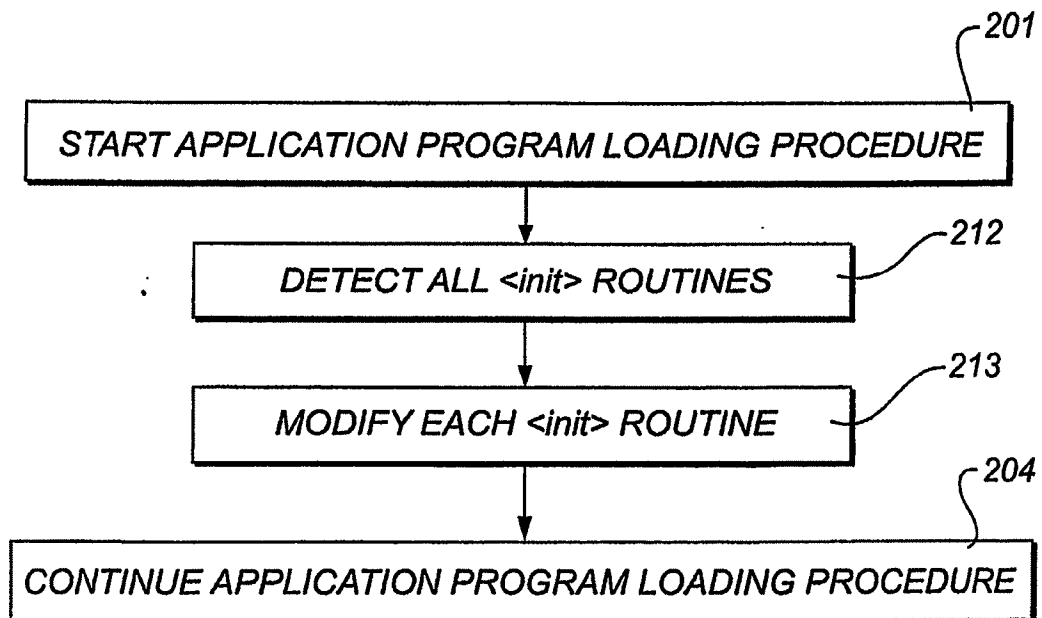 201
START APPLICATION PROGRAM LOADING PROCEDURE
212
DETECT ALL <init> ROUTINES
213
MODIFY EACH <init> ROUTINE
204
CONTINUE APPLICATION PROGRAM LOADING PROCEDURE